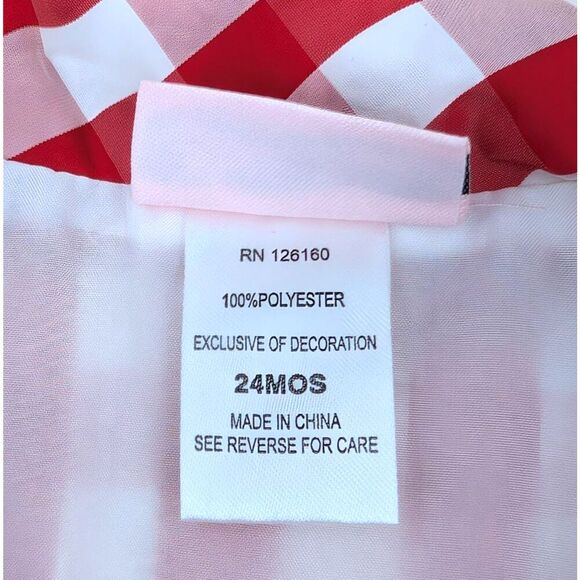 RN 126160
100%POLYESTER
EXCLUSIVE OF DECORATION
24MOS
MADE IN CHINA
SEE REVERSE FOR CARE